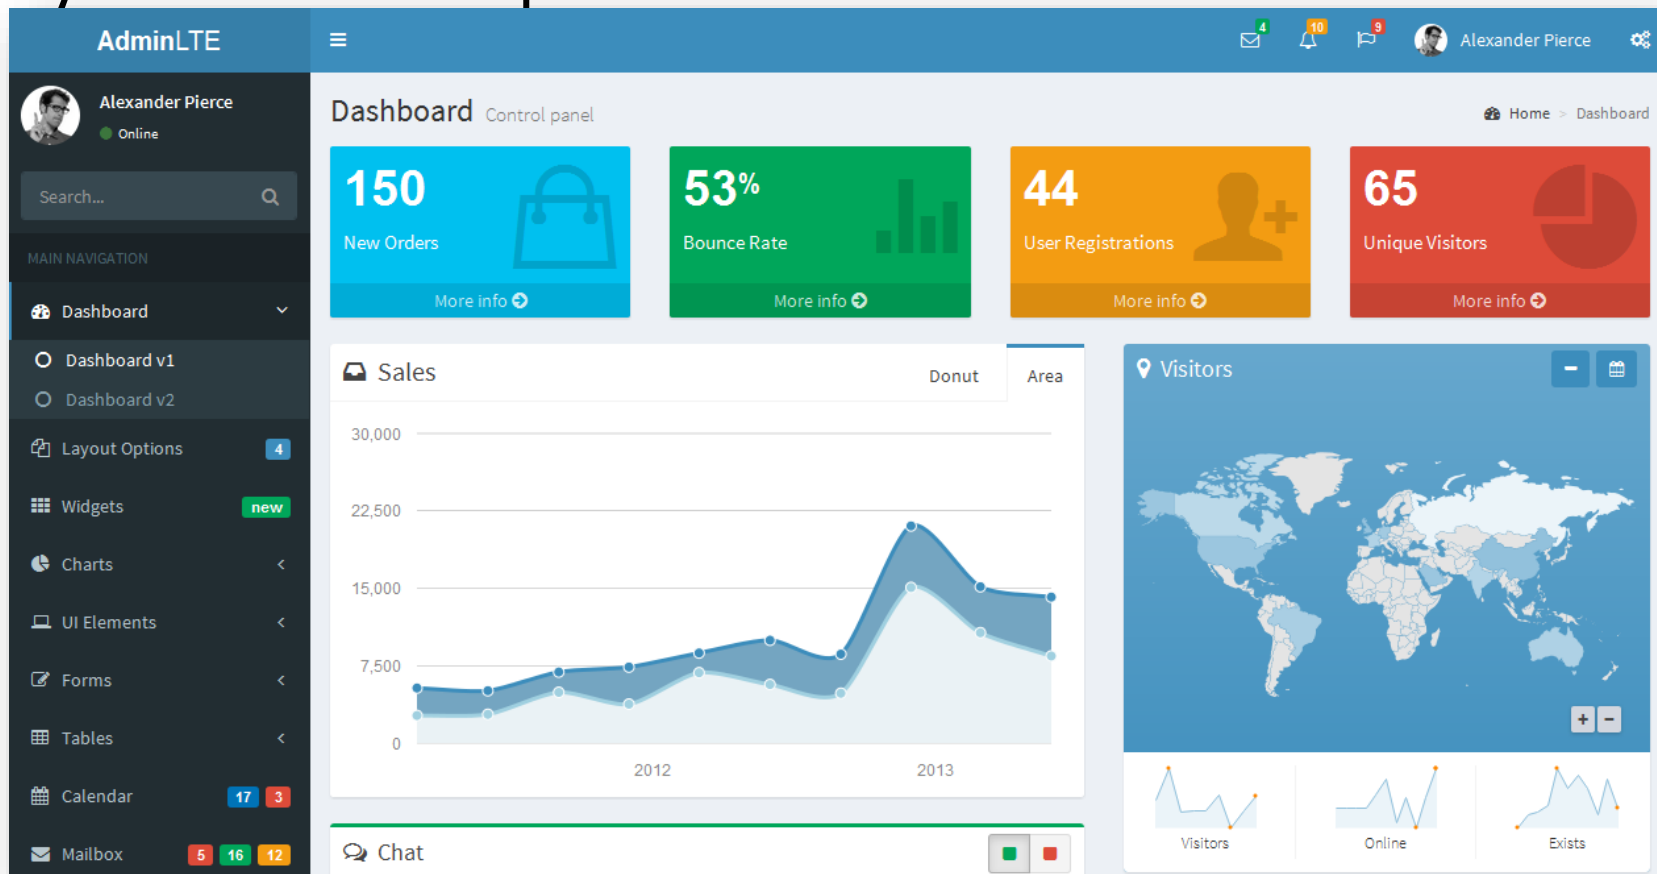 AdminLTE
4
10
9
Alexander Pierce
Alexander Pierce
Online
Search...
MAIN NAVIGATION
Dashboard
Dashboard v1
Dashboard v2
Layout Options 4
Widgets new
Charts
UI Elements
Forms
Tables
Calendar 17 3
Mailbox 5 16 12
Dashboard Control panel
Home > Dashboard
150
New Orders
More info
53%
Bounce Rate
More info
44
User Registrations
More info
65
Unique Visitors
More info
Sales
Donut Area
30,000
22,500
15,000
7,500
0
2012 2013
Visitors
+ −
Visitors Online Exists
Chat